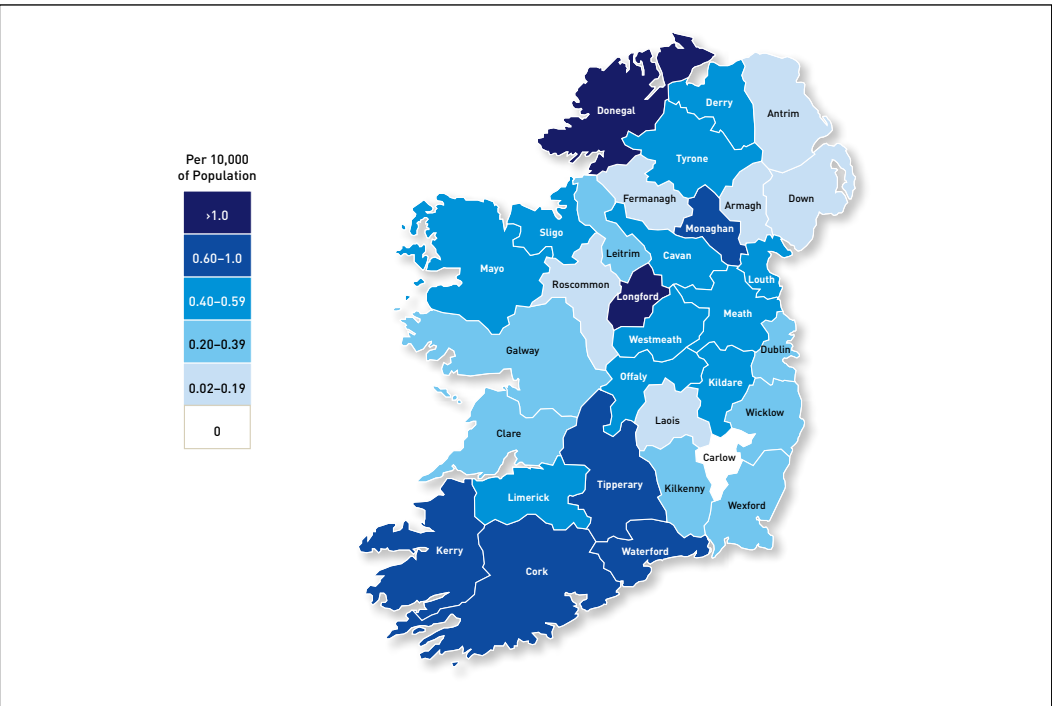 Per 10,000
of Population
›1.0
0.60–1.0
0.40–0.59
0.20–0.39
0.02–0.19
0
Donegal
Derry
Antrim
Tyrone
Fermanagh
Armagh
Down
Monaghan
Sligo
Leitrim
Cavan
Mayo
Louth
Roscommon
Longford
Meath
Westmeath
Galway
Dublin
Offaly
Kildare
Wicklow
Laois
Clare
Carlow
Tipperary
Kilkenny
Limerick
Wexford
Kerry
Waterford
Cork